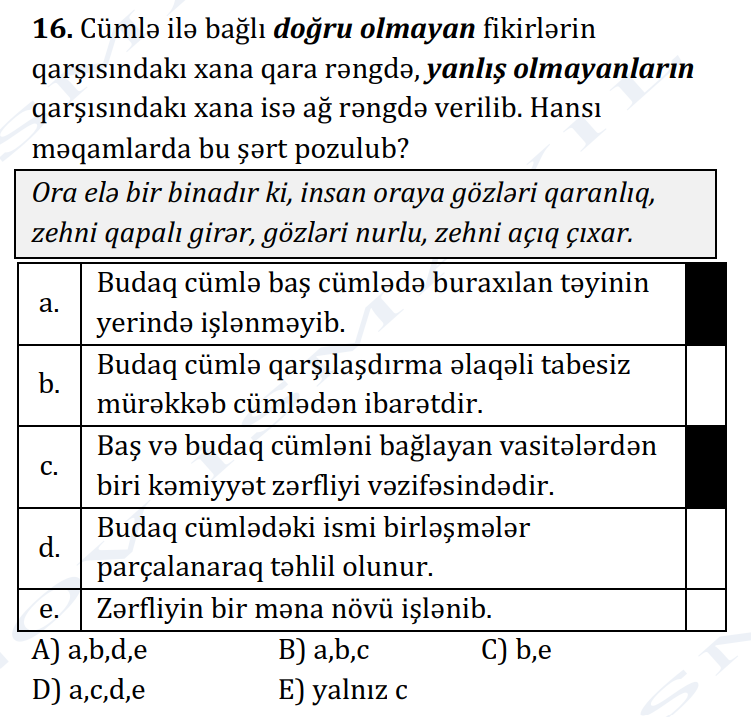 16. Cümlə ilə bağlı doğru olmayan fikirlərin
qarşısındakı xana qara rəngdə, yanlış olmayanların
qarşısındakı xana isə ağ rəngdə verilib. Hansı
məqamlarda bu şərt pozulub?
Ora elə bir binadır ki, insan oraya gözləri qaranlıq,
zehni qapalı girər, gözləri nurlu, zehni açıq çıxar.
a. Budaq cümlə baş cümlədə buraxılan təyinin
yerində işlənməyib.
b. Budaq cümlə qarşılaşdırma əlaqəli tabesiz
mürəkkəb cümlədən ibarətdir.
c. Baş və budaq cümləni bağlayan vasitələrdən
biri kəmiyyət zərfliyi vəzifəsindədir.
d. Budaq cümlədəki ismi birləşmələr
parçalanaraq təhlil olunur.
e. Zərfliyin bir məna növü işlənib.
A) a,b,d,e B) a,b,c C) b,e
D) a,c,d,e E) yalnız c